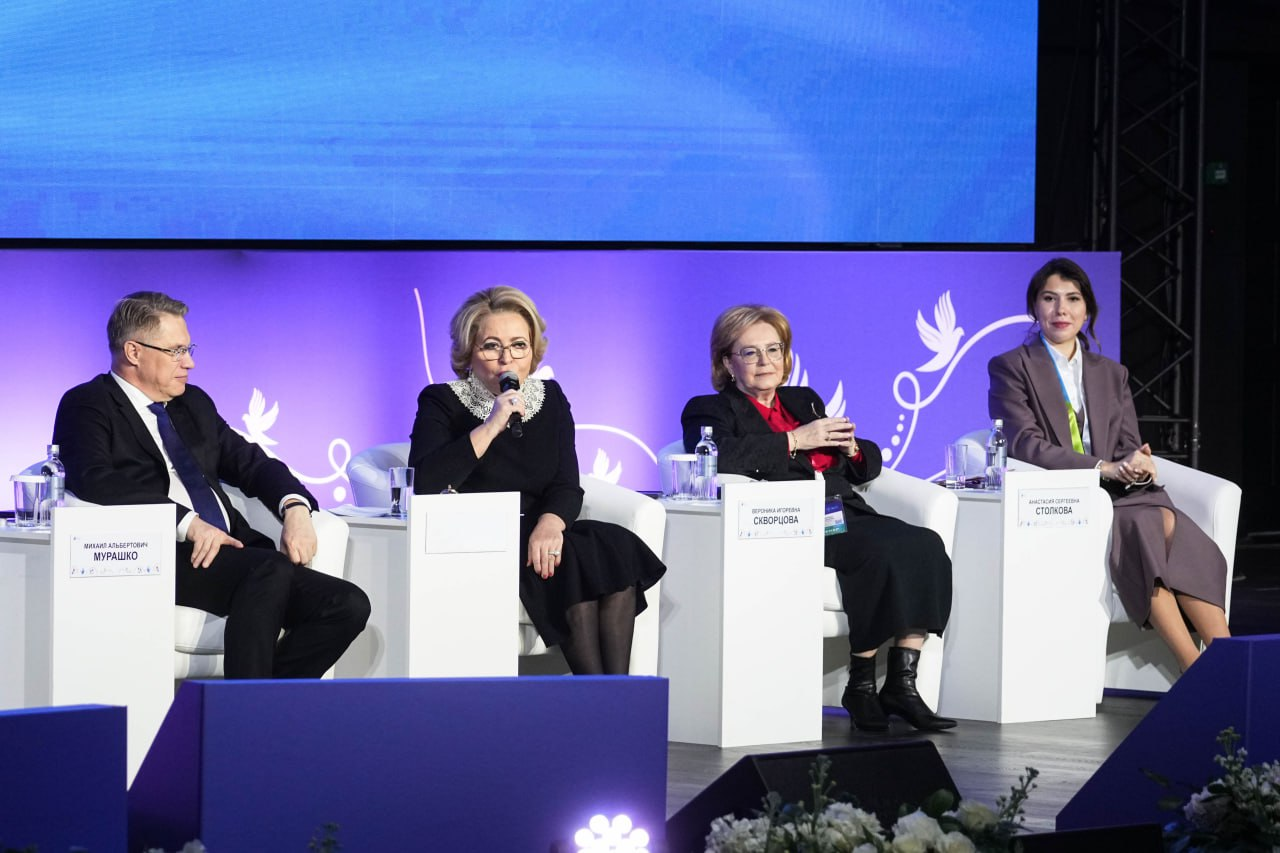 МИХАИЛ АЛЬБЕРТОВИЧ
МУРАШКО
ВЕРОНИКА ИГОРЕВНА
СКВОРЦОВА
АНАСТАСИЯ СЕРГЕЕВНА
СТОЛКОВА